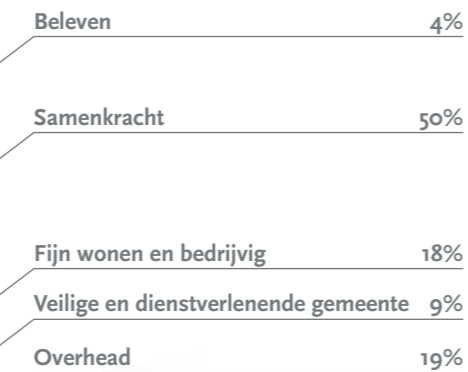 Beleven 4%
Samenkracht 50%
Fijn wonen en bedrijvig 18%
Veilige en dienstverlenende gemeente 9%
Overhead 19%